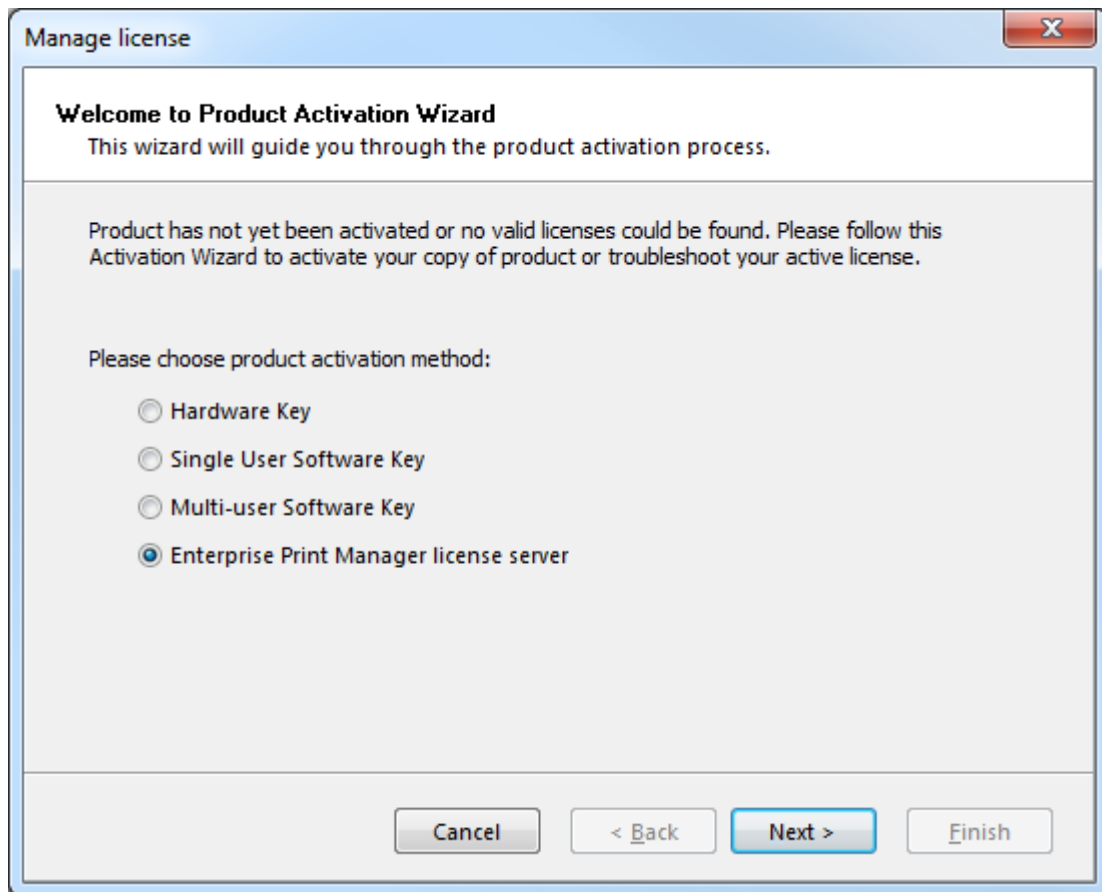 Manage license
Welcome to Product Activation Wizard
This wizard will guide you through the product activation process.
Product has not yet been activated or no valid licenses could be found. Please follow this
Activation Wizard to activate your copy of product or troubleshoot your active license.
Please choose product activation method:
Hardware Key
Single User Software Key
Multi-user Software Key
Enterprise Print Manager license server
Cancel
< Back
Next >
Finish